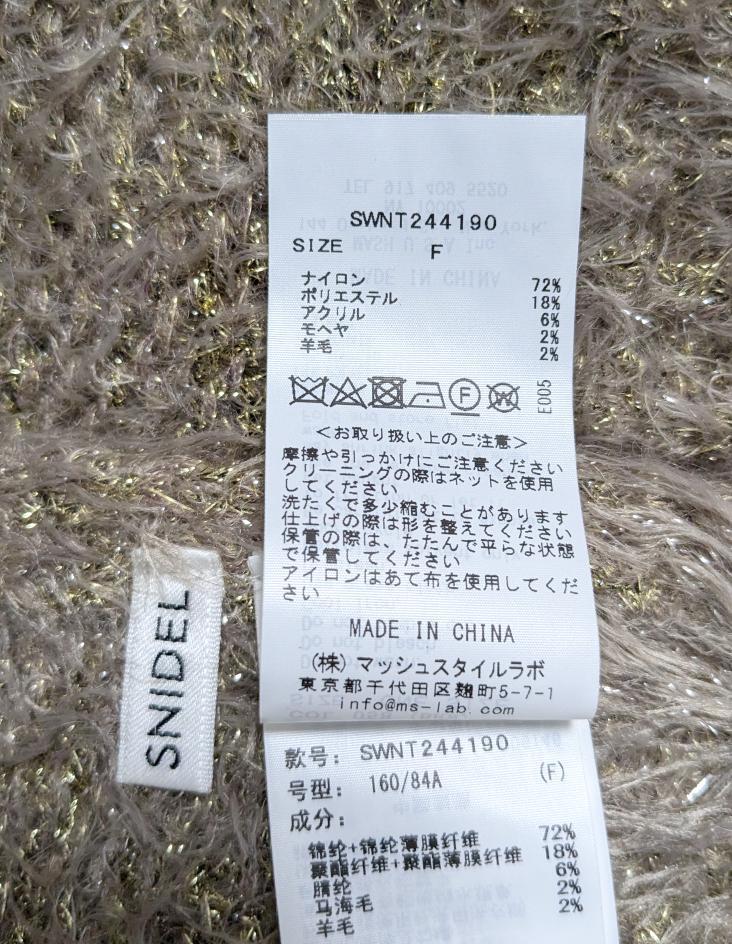 SWNT244190
SIZE F
ナイロン 72%
ポリエステル 18%
アクリル 6%
モヘヤ 2%
羊毛 2%
F W E005
<お取り扱い上のご注意>
摩擦や引っかけにご注意ください
クリーニングの際はネットを使用
してください
洗たくで多少縮むことがあります
仕上げの際は形を整えてください
保管の際は、たたんで平らな状態
で保管してください
アイロンはあて布を使用してくだ
さい
MADE IN CHINA
(株)マッシュスタイルラボ
東京都千代田区麹町5-7-1
info@ms-lab.com
SNIDEL
款号: SWNT244190
号型: 160/84A (F)
成分:
锦纶+锦纶薄膜纤维 72%
聚酯纤维+聚酯薄膜纤维 18%
腈纶 6%
马海毛 2%
羊毛 2%